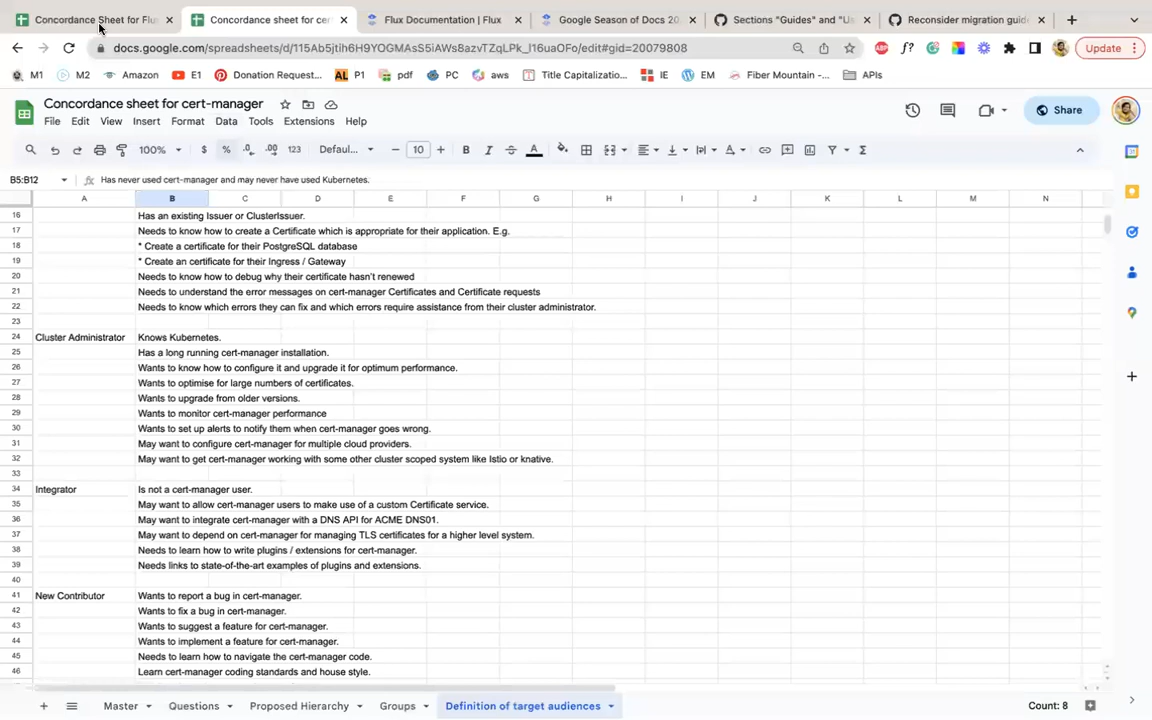 Concordance Sheet for Flu
Concordance sheet for cer
Flux Documentation | Flux
Google Season of Docs 20
Sections "Guides" and "U
Reconsider migration guid
docs.google.com/spreadsheets/d/115Ab5jtih6H9YOGMAsS5iAWs8azvTZqLPk_l16uaOFo/edit#gid=20079808
Update
M1 M2 Amazon E1 Donation Request... AL P1 pdf PC aws Title Capitalizatio... IE EM Fiber Mountain -... APIs
Concordance sheet for cert-manager
File Edit View Insert Format Data Tools Extensions Help
Share
100% $ % .0 .00 123 Defaul... 10 B I S A
B5:B12 fx Has never used cert-manager and may never have used Kubernetes.
A B C D E F G H I J K L M N
16 Has an existing Issuer or ClusterIssuer.
17 Needs to know how to create a Certificate which is appropriate for their application. E.g.
18 * Create a certificate for their PostgreSQL database
19 * Create an certificate for their Ingress / Gateway
20 Needs to know how to debug why their certificate hasn't renewed
21 Needs to understand the error messages on cert-manager Certificates and Certificate requests
22 Needs to know which errors they can fix and which errors require assistance from their cluster administrator.
23
24 Cluster Administrator Knows Kubernetes.
25 Has a long running cert-manager installation.
26 Wants to know how to configure it and upgrade it for optimum performance.
27 Wants to optimise for large numbers of certificates.
28 Wants to upgrade from older versions.
29 Wants to monitor cert-manager performance
30 Wants to set up alerts to notify them when cert-manager goes wrong.
31 May want to configure cert-manager for multiple cloud providers.
32 May want to get cert-manager working with some other cluster scoped system like Istio or knative.
33
34 Integrator Is not a cert-manager user.
35 May want to allow cert-manager users to make use of a custom Certificate service.
36 May want to integrate cert-manager with a DNS API for ACME DNS01.
37 May want to depend on cert-manager for managing TLS certificates for a higher level system.
38 Needs to learn how to write plugins / extensions for cert-manager.
39 Needs links to state-of-the-art examples of plugins and extensions.
40
41 New Contributor Wants to report a bug in cert-manager.
42 Wants to fix a bug in cert-manager.
43 Wants to suggest a feature for cert-manager.
44 Wants to implement a feature for cert-manager.
45 Needs to learn how to navigate the cert-manager code.
46 Learn cert-manager coding standards and house style.
Master Questions Proposed Hierarchy Groups Definition of target audiences Count: 8